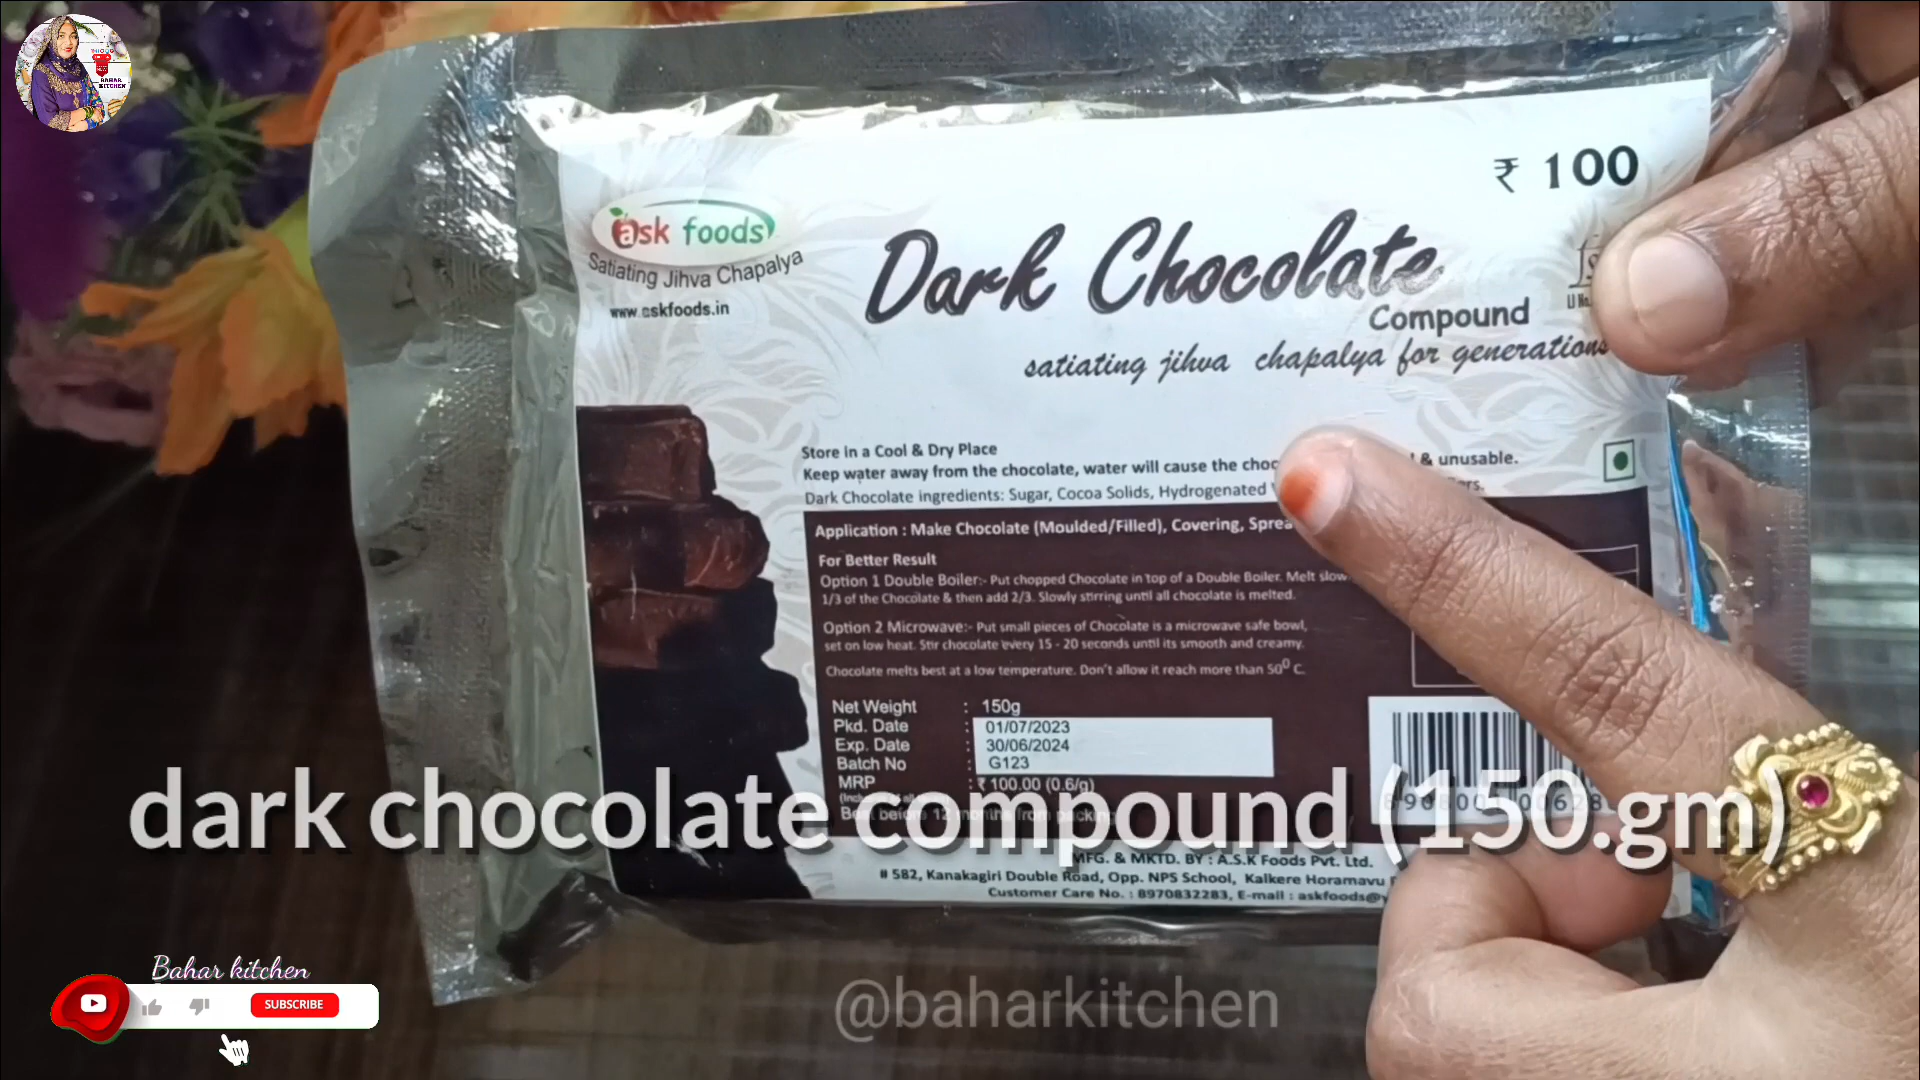 BAHAR
KITCHEN
₹ 100
ask foods
Satiating Jihva Chapalya
www.askfoods.in
Dark Chocolate
Compound
satiating jihva chapalya for generations
Store in a Cool & Dry Place
Keep water away from the chocolate, water will cause the & unusable.
Dark Chocolate ingredients: Sugar, Cocoa Solids, Hydrogenated
Application : Make Chocolate (Moulded/Filled), Covering,
For Better Result
Option 1 Double Boiler:- Put chopped Chocolate in top of a Double Boiler. Melt
1/3 of the Chocolate & then add 2/3. Slowly stirring until all chocolate is melted.
Option 2 Microwave:- Put small pieces of Chocolate is a microwave safe bowl,
set on low heat. Stir chocolate every 15 - 20 seconds until its smooth and creamy.
Chocolate melts best at a low temperature. Don't allow it reach more than 50⁰ C.
Net Weight : 150g
Pkd. Date : 01/07/2023
Exp. Date : 30/06/2024
Batch No : G123
MRP : ₹ 100.00 (0.6/g)
dark chocolate compound (150.gm)
MFG. & MKTD. BY : A.S.K Foods Pvt. Ltd.
# 582, Kanakagiri Double Road, Opp. NPS School, Kalkere Horamavu
Customer Care No. : 8970832283, E-mail :
Bahar kitchen
SUBSCRIBE
@baharkitchen